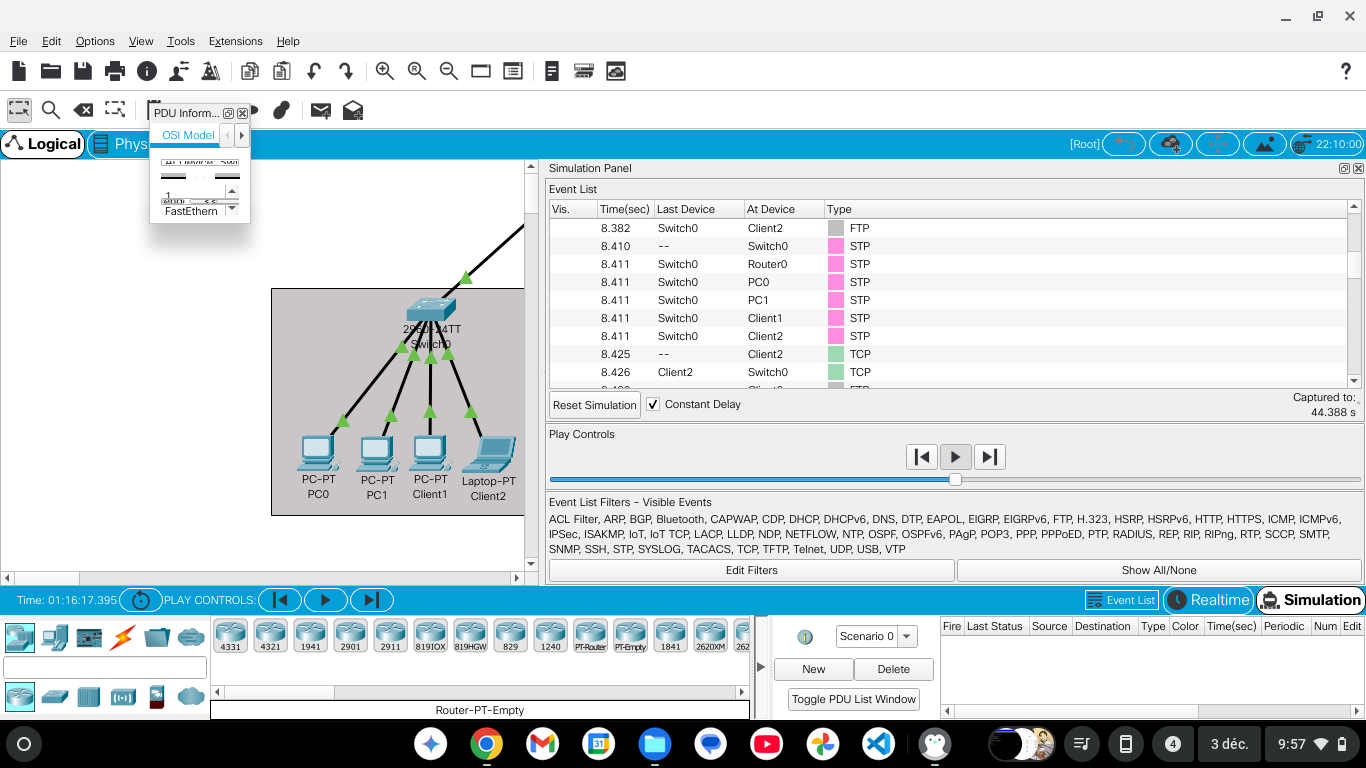 File Edit Options View Tools Extensions Help
PDU Inform...
OSI Model
FastEthern
Logical
Phys
[Root]
22:10:00
2960-24TT
Switch0
PC-PT
PC0
PC-PT
PC1
PC-PT
Client1
Laptop-PT
Client2
Simulation Panel
Event List
Vis. Time(sec) Last Device At Device Type
8.382 Switch0 Client2 FTP
8.410 -- Switch0 STP
8.411 Switch0 Router0 STP
8.411 Switch0 PC0 STP
8.411 Switch0 PC1 STP
8.411 Switch0 Client1 STP
8.411 Switch0 Client2 STP
8.425 -- Client2 TCP
8.426 Client2 Switch0 TCP
Reset Simulation
Constant Delay
Captured to:
44.388 s
Play Controls
Event List Filters - Visible Events
ACL Filter, ARP, BGP, Bluetooth, CAPWAP, CDP, DHCP, DHCPv6, DNS, DTP, EAPOL, EIGRP, EIGRPv6, FTP, H.323, HSRP, HSRPv6, HTTP, HTTPS, ICMP, ICMPv6,
IPSec, ISAKMP, IoT, IoT TCP, LACP, LLDP, NDP, NETFLOW, NTP, OSPF, OSPFv6, PAgP, POP3, PPP, PPPoED, PTP, RADIUS, REP, RIP, RIPng, RTP, SCCP, SMTP,
SNMP, SSH, STP, SYSLOG, TACACS, TCP, TFTP, Telnet, UDP, USB, VTP
Edit Filters
Show All/None
Time: 01:16:17.395
PLAY CONTROLS:
Event List
Realtime
Simulation
4331 4321 1941 2901 2911 819IOX 819HGW 829 1240 PT-Router PT-Empty 1841 2620XM 262
Router-PT-Empty
Scenario 0
New
Delete
Toggle PDU List Window
Fire Last Status Source Destination Type Color Time(sec) Periodic Num Edit
31
4
3 déc.
9:57